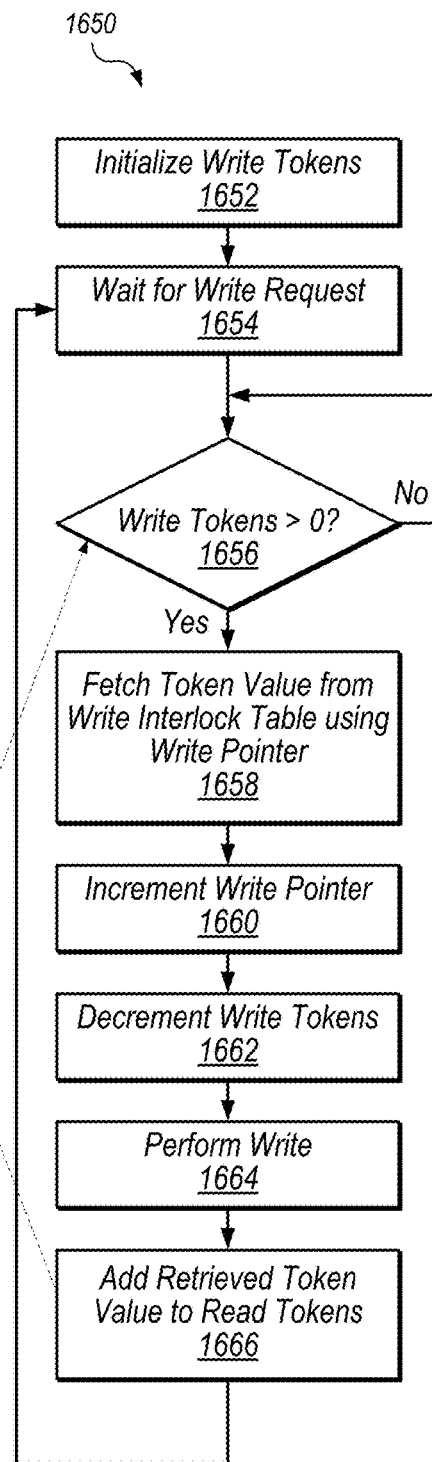 1650
Initialize Write Tokens
1652
Wait for Write Request
1654
Write Tokens > 0?
1656
No
Yes
Fetch Token Value from
Write Interlock Table using
Write Pointer
1658
Increment Write Pointer
1660
Decrement Write Tokens
1662
Perform Write
1664
Add Retrieved Token
Value to Read Tokens
1666